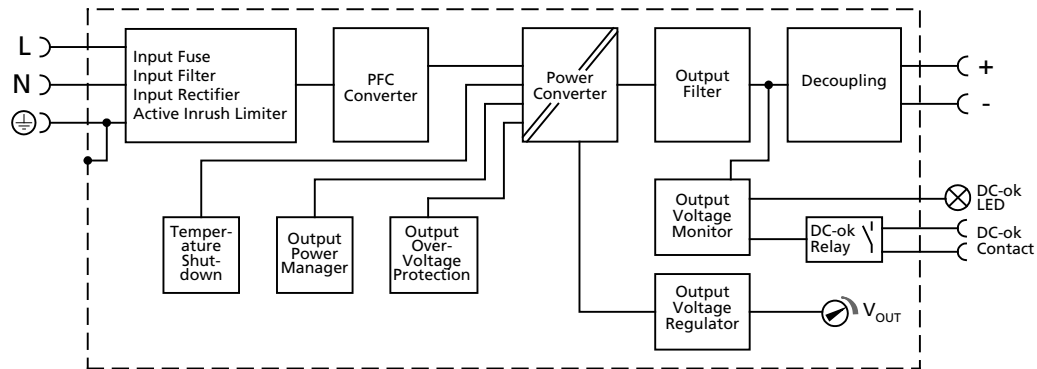 L
N
Input Fuse
Input Filter
Input Rectifier
Active Inrush Limiter
PFC
Converter
Power
Converter
Output
Filter
Decoupling
+
-
Temper-
ature
Shut-
down
Output
Power
Manager
Output
Over-
Voltage
Protection
Output
Voltage
Monitor
DC-ok
LED
DC-ok
Relay
DC-ok
Contact
Output
Voltage
Regulator
VOUT